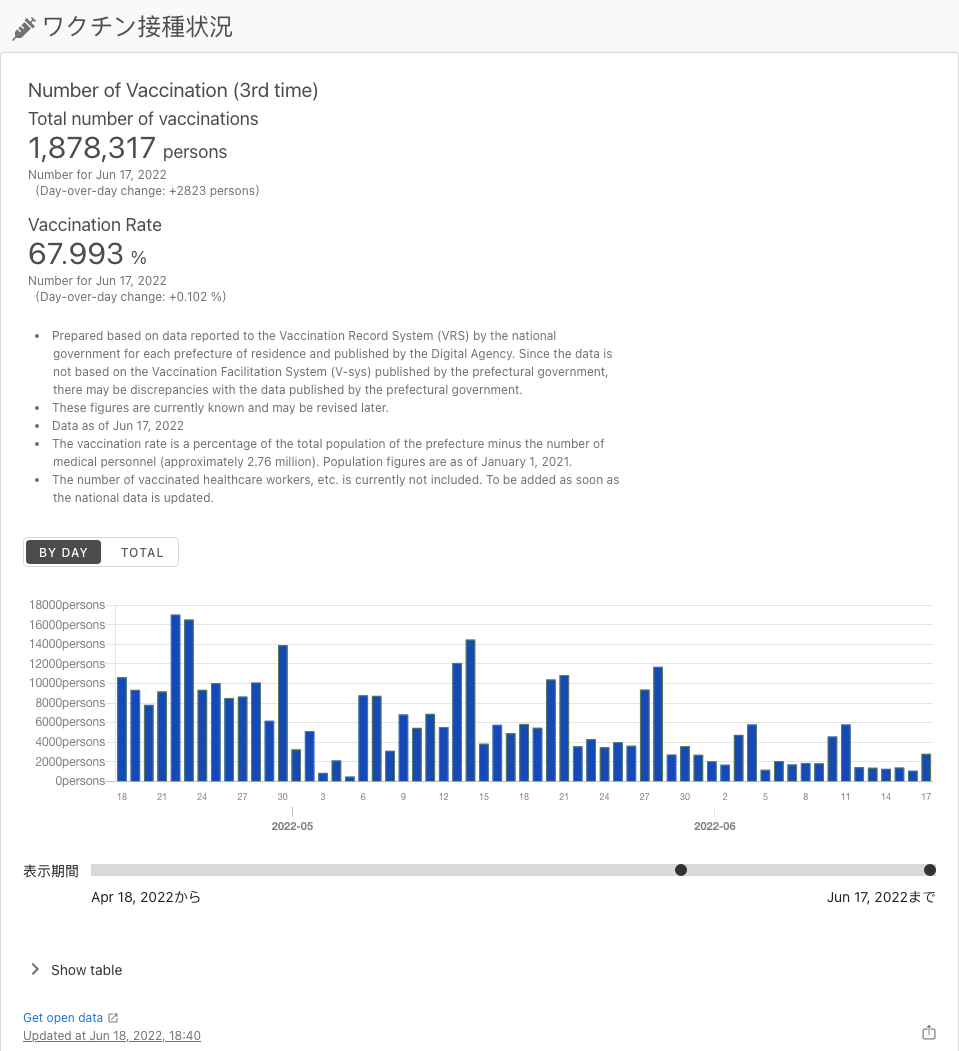 ワクチン接種状況
Number of Vaccination (3rd time)
Total number of vaccinations
1,878,317 persons
Number for Jun 17, 2022
(Day-over-day change: +2823 persons)
Vaccination Rate
67.993 %
Number for Jun 17, 2022
(Day-over-day change: +0.102 %)
• Prepared based on data reported to the Vaccination Record System (VRS) by the national
government for each prefecture of residence and published by the Digital Agency. Since the data is
not based on the Vaccination Facilitation System (V-sys) published by the prefectural government,
there may be discrepancies with the data published by the prefectural government.
• These figures are currently known and may be revised later.
• Data as of Jun 17, 2022
• The vaccination rate is a percentage of the total population of the prefecture minus the number of
medical personnel (approximately 2.76 million). Population figures are as of January 1, 2021.
• The number of vaccinated healthcare workers, etc. is currently not included. To be added as soon as
the national data is updated.
BY DAY TOTAL
18000persons
16000persons
14000persons
12000persons
10000persons
8000persons
6000persons
4000persons
2000persons
0persons
18 21 24 27 30 3 6 9 12 15 18 21 24 27 30 2 5 8 11 14 17
2022-05 2022-06
表示期間
Apr 18, 2022から Jun 17, 2022まで
Show table
Get open data
Updated at Jun 18, 2022, 18:40